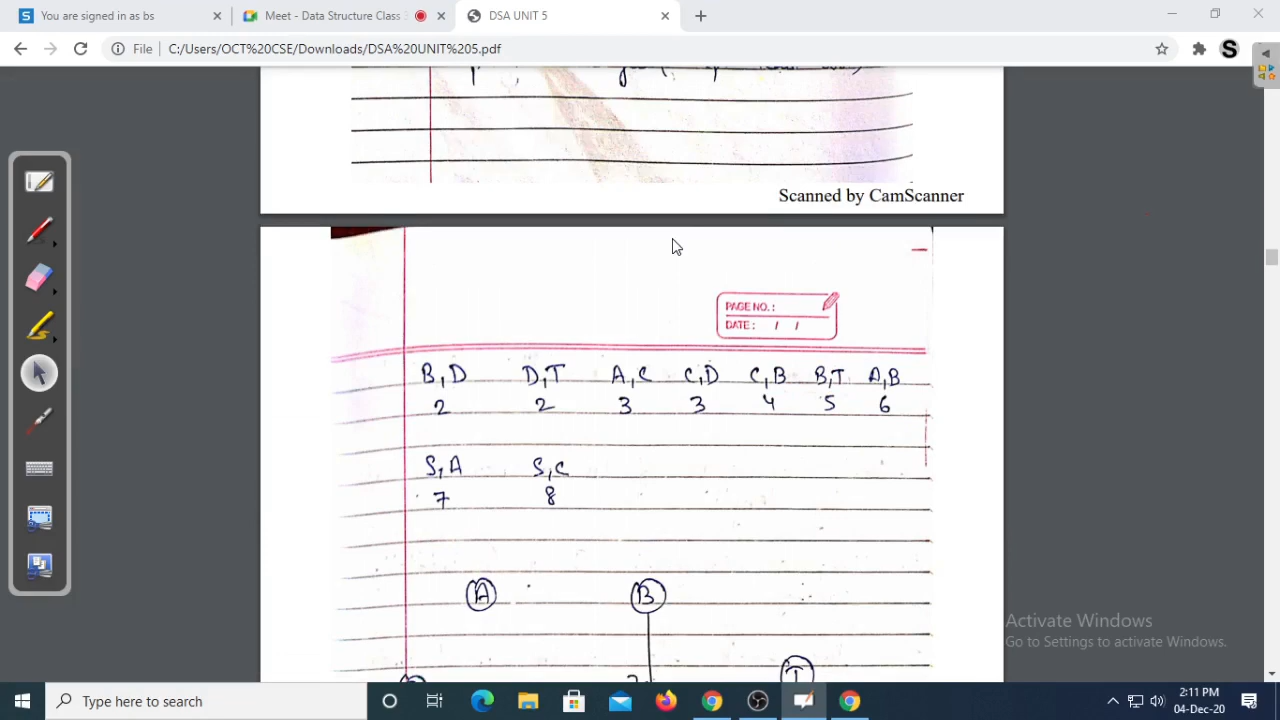 You are signed in as bs
Meet - Data Structure Class
DSA UNIT 5
File
C:/Users/OCT%20CSE/Downloads/DSA%20UNIT%205.pdf
S
Scanned by CamScanner
PAGE NO.:
DATE: / /
B,D D,T A,C C,D C,B B,T A,B
2 2 3 3 4 5 6
S,A S,C
7 8
A B
T
Activate Windows
Go to Settings to activate Windows.
Type here to search
2:11 PM
04-Dec-20